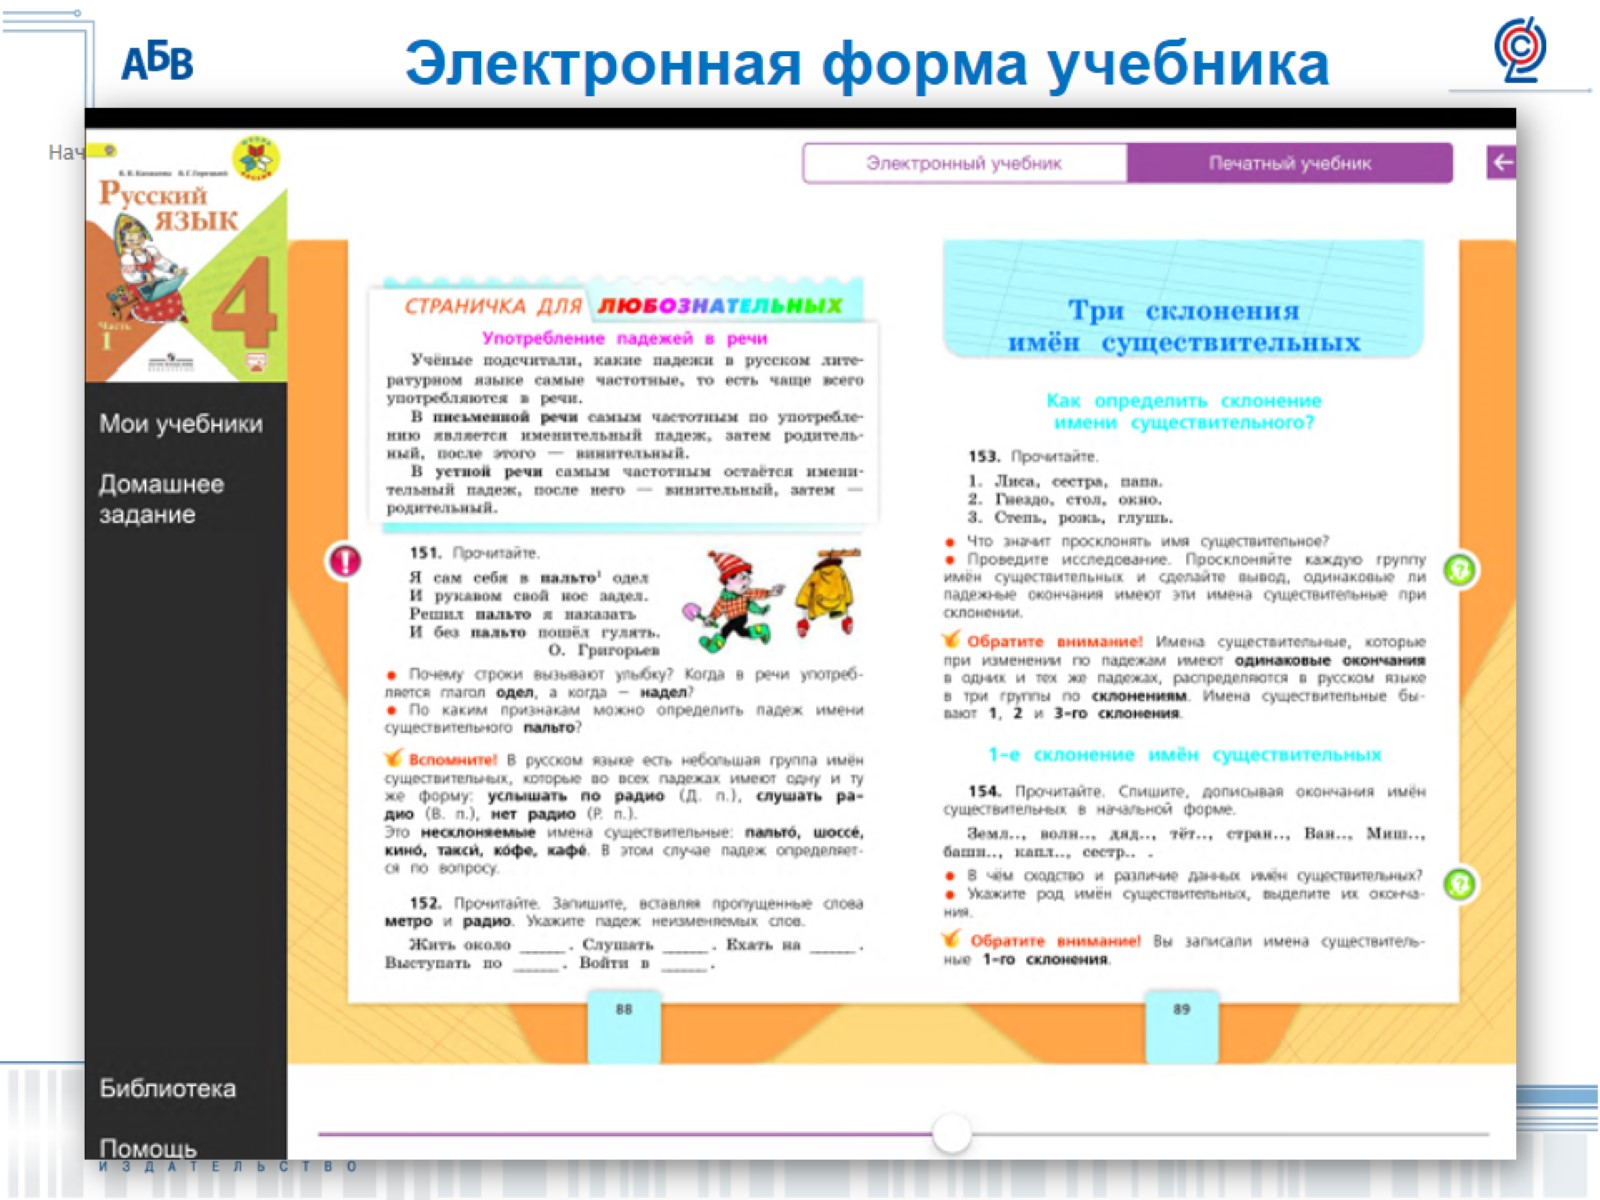 АБВ
Электронная форма учебника
Нач
Русский
ЯЗЫК
4
Часть
1
Мои учебники
Домашнее
задание
Библиотека
Помощь
Электронный учебник
Печатный учебник
СТРАНИЧКА ДЛЯ ЛЮБОЗНАТЕЛЬНЫХ
Употребление падежей в речи
Учёные подсчитали, какие падежи в русском лите-
ратурном языке самые частотные, то есть чаще всего
употребляются в речи.
В письменной речи самым частотным по употребле-
нию является именительный падеж, затем родитель-
ный, после этого — винительный.
В устной речи самым частотным остаётся имени-
тельный падеж, после него — винительный, затем —
родительный.
151. Прочитайте.
Я сам себя в пальто¹ одел
И рукавом свой нос задел.
Решил пальто я наказать
И без пальто пошёл гулять.
О. Григорьев
• Почему строки вызывают улыбку? Когда в речи употреб-
ляется глагол одел, а когда — надел?
• По каким признакам можно определить падеж имени
существительного пальто?
Вспомните! В русском языке есть небольшая группа имён
существительных, которые во всех падежах имеют одну и ту
же форму: услышать по радио (Д. п.), слушать ра-
дио (В. п.), нет радио (Р. п.).
Это несклоняемые имена существительные: пальто́, шоссе́,
кино́, такси́, ко́фе, кафе́. В этом случае падеж определяет-
ся по вопросу.
152. Прочитайте. Запишите, вставляя пропущенные слова
метро и радио. Укажите падеж неизменяемых слов.
Жить около ______ . Слушать ______ . Ехать на ______ .
Выступать по ______ . Войти в ______ .
88
Три склонения
имён существительных
Как определить склонение
имени существительного?
153. Прочитайте.
1. Лиса, сестра, папа.
2. Гнездо, стол, окно.
3. Степь, рожь, глушь.
• Что значит просклонять имя существительное?
• Проведите исследование. Просклоняйте каждую группу
имён существительных и сделайте вывод, одинаковые ли
падежные окончания имеют эти имена существительные при
склонении.
Обратите внимание! Имена существительные, которые
при изменении по падежам имеют одинаковые окончания
в одних и тех же падежах, распределяются в русском языке
в три группы по склонениям. Имена существительные бы-
вают 1, 2 и 3-го склонения.
1-е склонение имён существительных
154. Прочитайте. Спишите, дописывая окончания имён
существительных в начальной форме.
Земл.., волн.., дяд.., тёт.., стран.., Ван.., Миш..,
башн.., капл.., сестр.. .
• В чём сходство и различие данных имён существительных?
• Укажите род имён существительных, выделите их оконча-
ния.
Обратите внимание! Вы записали имена существитель-
ные 1-го склонения.
89
ИЗДАТЕЛЬСТВО